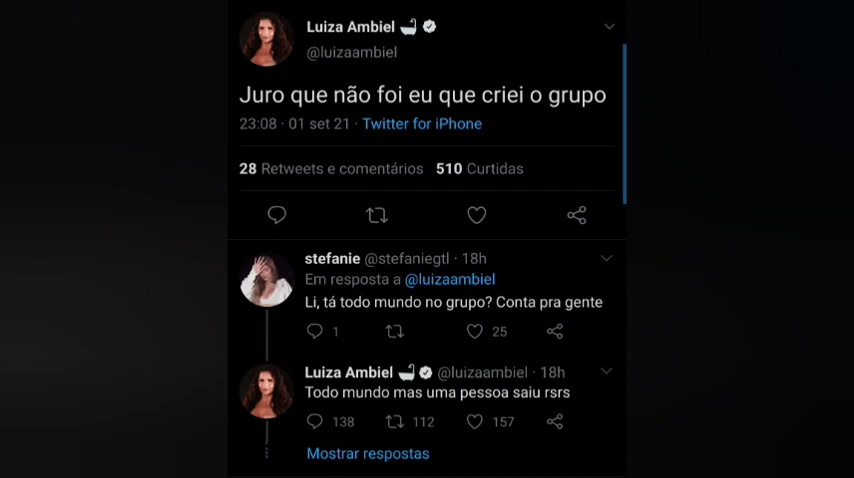 Luiza Ambiel 🛁
@luizaambiel
Juro que não foi eu que criei o grupo
23:08 · 01 set 21 · Twitter for iPhone
28 Retweets e comentários 510 Curtidas
stefanie @stefaniegtl · 18h
Em resposta a @luizaambiel
Li, tá todo mundo no grupo? Conta pra gente
1 25
Luiza Ambiel 🛁 @luizaambiel · 18h
Todo mundo mas uma pessoa saiu rsrs
138 112 157
Mostrar respostas